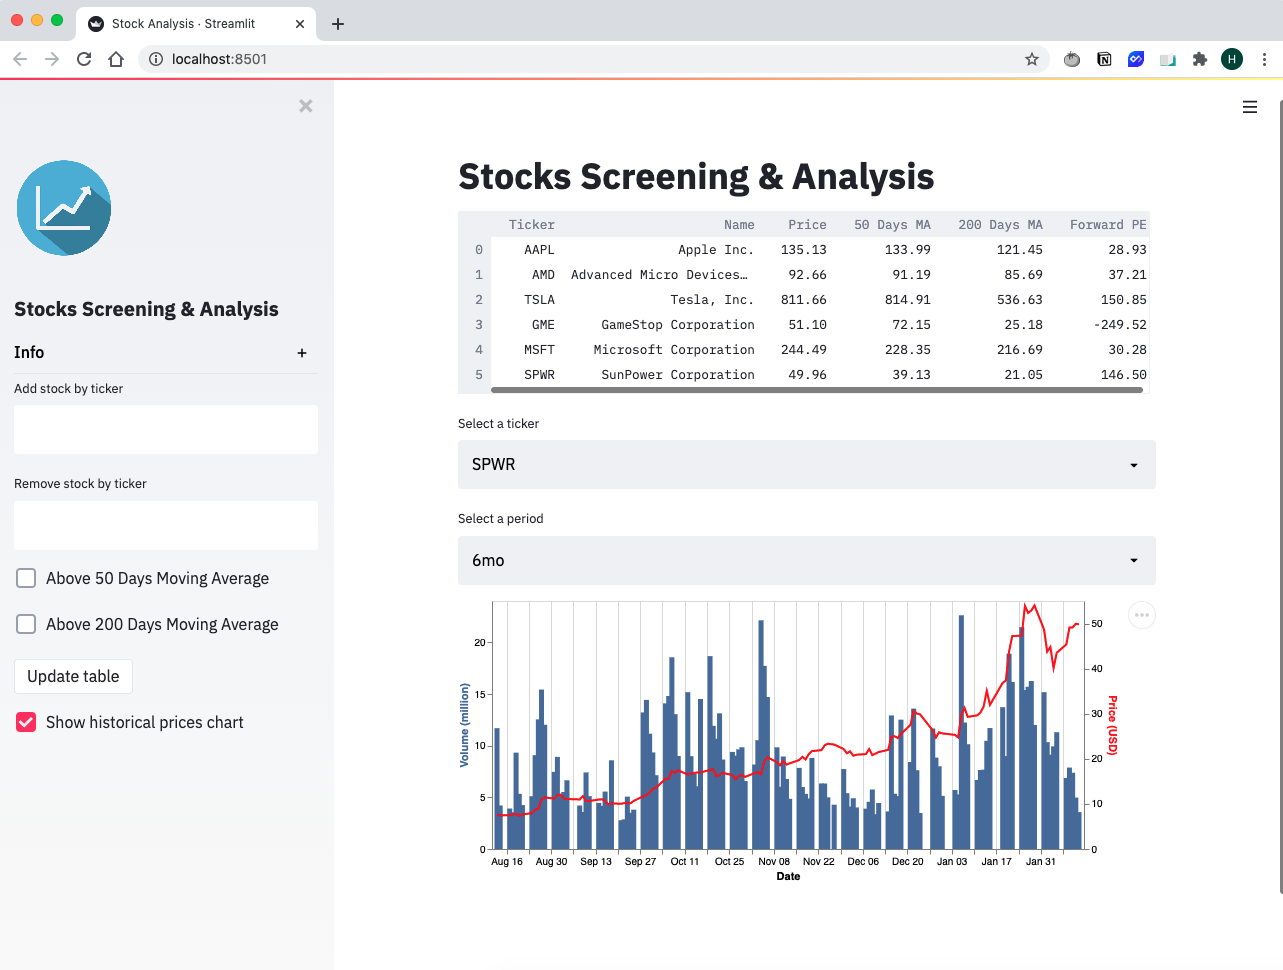 Stock Analysis · Streamlit
localhost:8501
N
H
Stocks Screening & Analysis
Info
+
Add stock by ticker
Remove stock by ticker
Above 50 Days Moving Average
Above 200 Days Moving Average
Update table
Show historical prices chart
Stocks Screening & Analysis
Ticker Name Price 50 Days MA 200 Days MA Forward PE
0 AAPL Apple Inc. 135.13 133.99 121.45 28.93
1 AMD Advanced Micro Devices… 92.66 91.19 85.69 37.21
2 TSLA Tesla, Inc. 811.66 814.91 536.63 150.85
3 GME GameStop Corporation 51.10 72.15 25.18 -249.52
4 MSFT Microsoft Corporation 244.49 228.35 216.69 30.28
5 SPWR SunPower Corporation 49.96 39.13 21.05 146.50
Select a ticker
SPWR
Select a period
6mo
Volume (million)
20
15
10
5
0
50
40
30
20
10
0
Price (USD)
Aug 16 Aug 30 Sep 13 Sep 27 Oct 11 Oct 25 Nov 08 Nov 22 Dec 06 Dec 20 Jan 03 Jan 17 Jan 31
Date